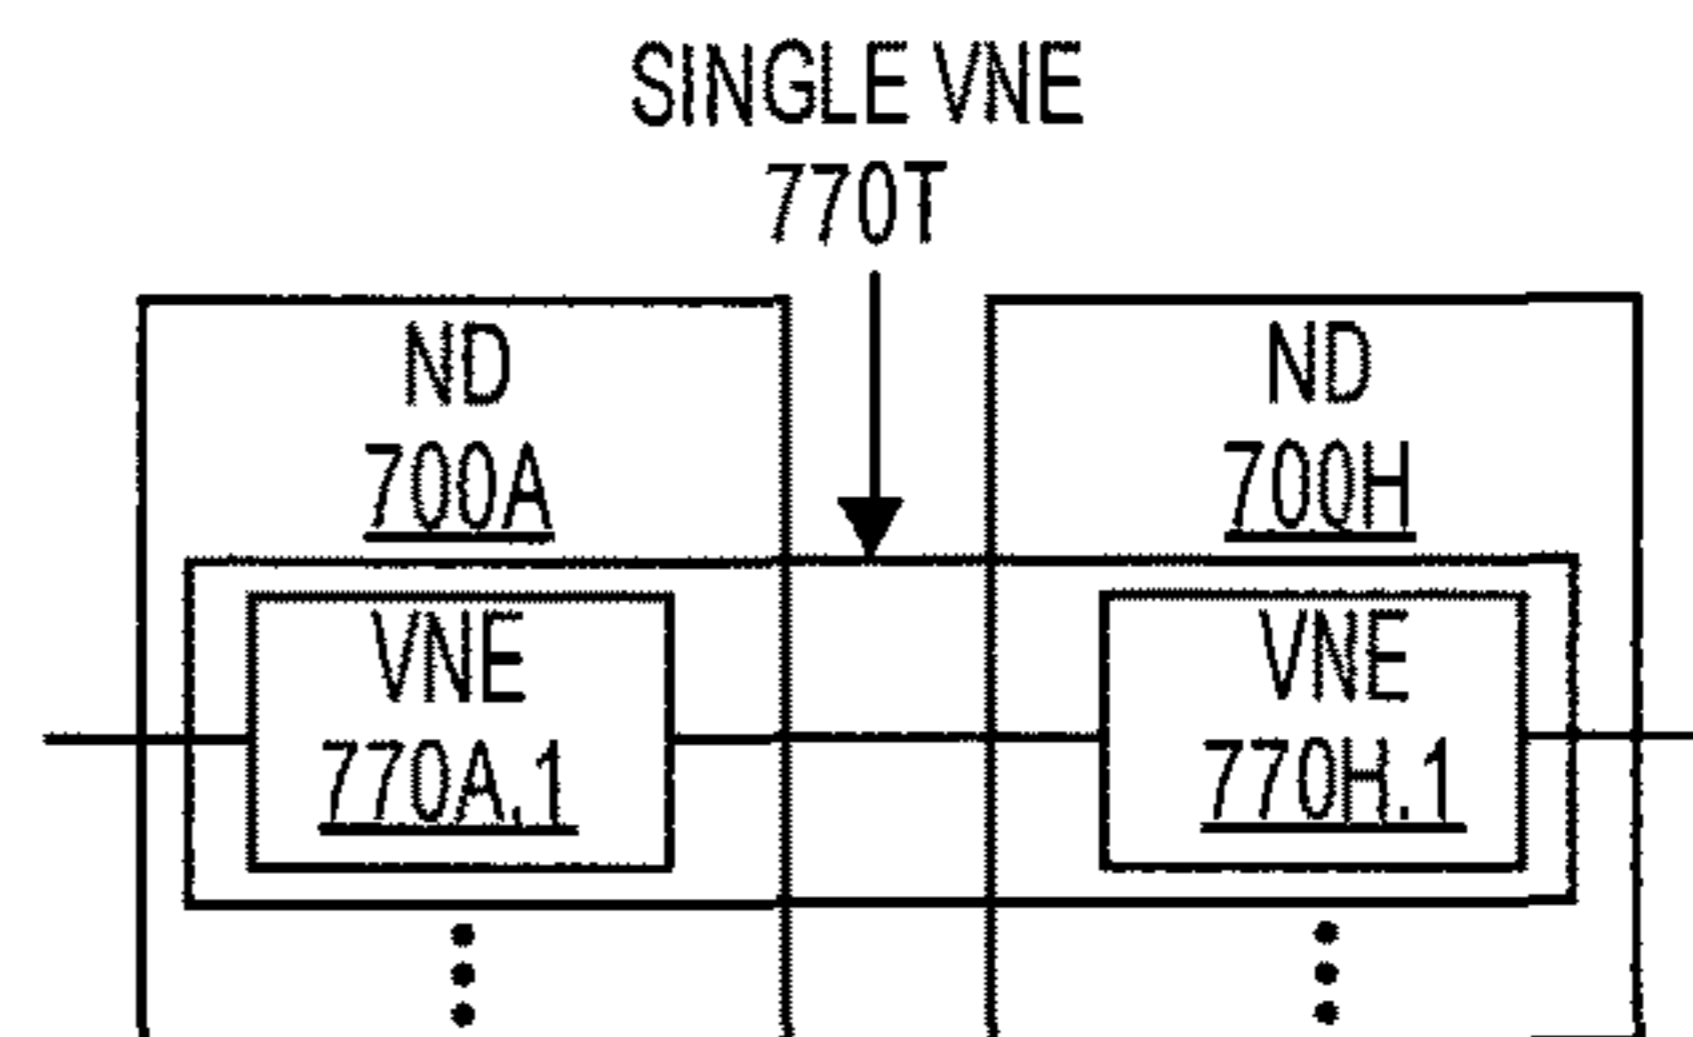 SINGLE VNE
770T
ND
700A
ND
700H
VNE
770A.1
VNE
770H.1